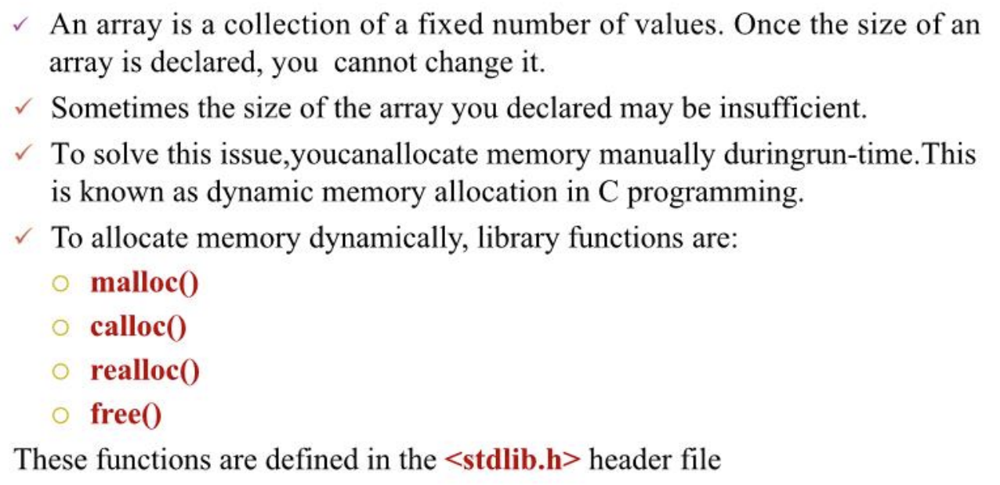 An array is a collection of a fixed number of values. Once the size of an
array is declared, you cannot change it.
Sometimes the size of the array you declared may be insufficient.
To solve this issue,youcanallocate memory manually duringrun-time.This
is known as dynamic memory allocation in C programming.
To allocate memory dynamically, library functions are:
malloc()
calloc()
realloc()
free()
These functions are defined in the <stdlib.h> header file